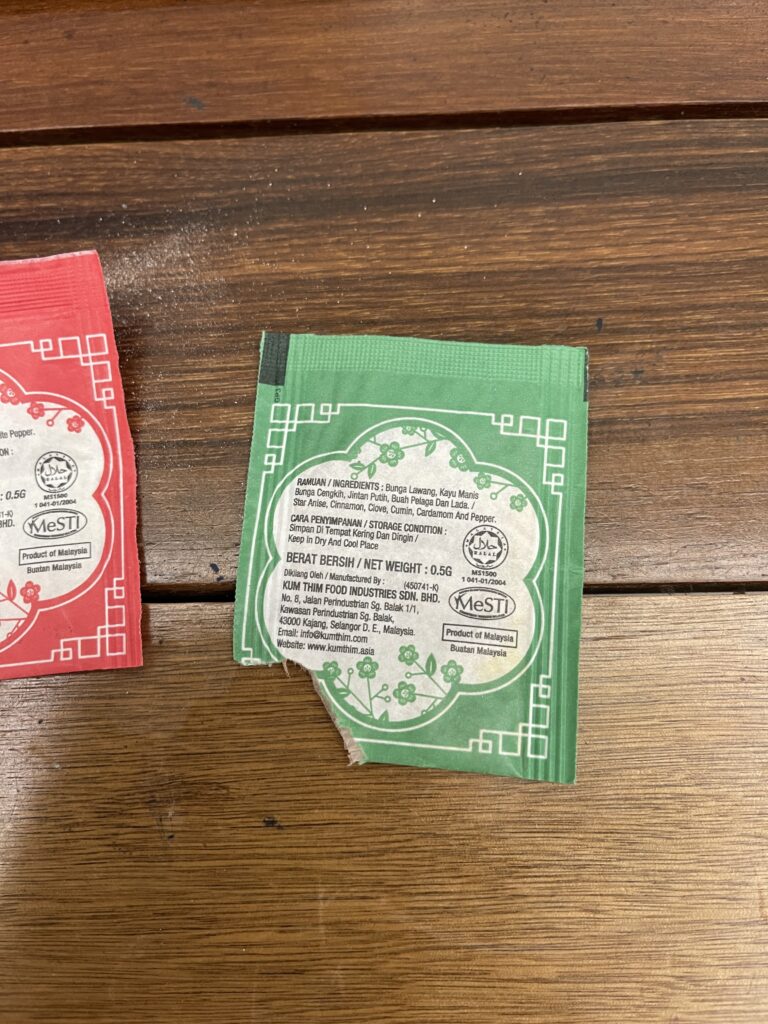 te Pepper.
ON :
: 0.5G
-K)
BHD.
HALAL
MS1500
1 041-01/2004
MeSTI
Product of Malaysia
Buatan Malaysia
RAMUAN / INGREDIENTS : Bunga Lawang, Kayu Manis
Bunga Cengkih, Jintan Putih, Buah Pelaga Dan Lada. /
Star Anise, Cinnamon, Clove, Cumin, Cardamom And Pepper.
CARA PENYIMPANAN / STORAGE CONDITION :
Simpan Di Tempat Kering Dan Dingin /
Keep In Dry And Cool Place
BERAT BERSIH / NET WEIGHT : 0.5G
Dikilang Oleh / Manufactured By : (450741-K)
KUM THIM FOOD INDUSTRIES SDN. BHD.
No. 8, Jalan Perindustrian Sg. Balak 1/1,
Kawasan Perindustrian Sg. Balak,
43000 Kajang, Selangor D. E., Malaysia.
Email: info@kumthim.com
Website: www.kumthim.asia
حلال
HALAL
MS1500
1 041-01/2004
MeSTI
Product of Malaysia
Buatan Malaysia